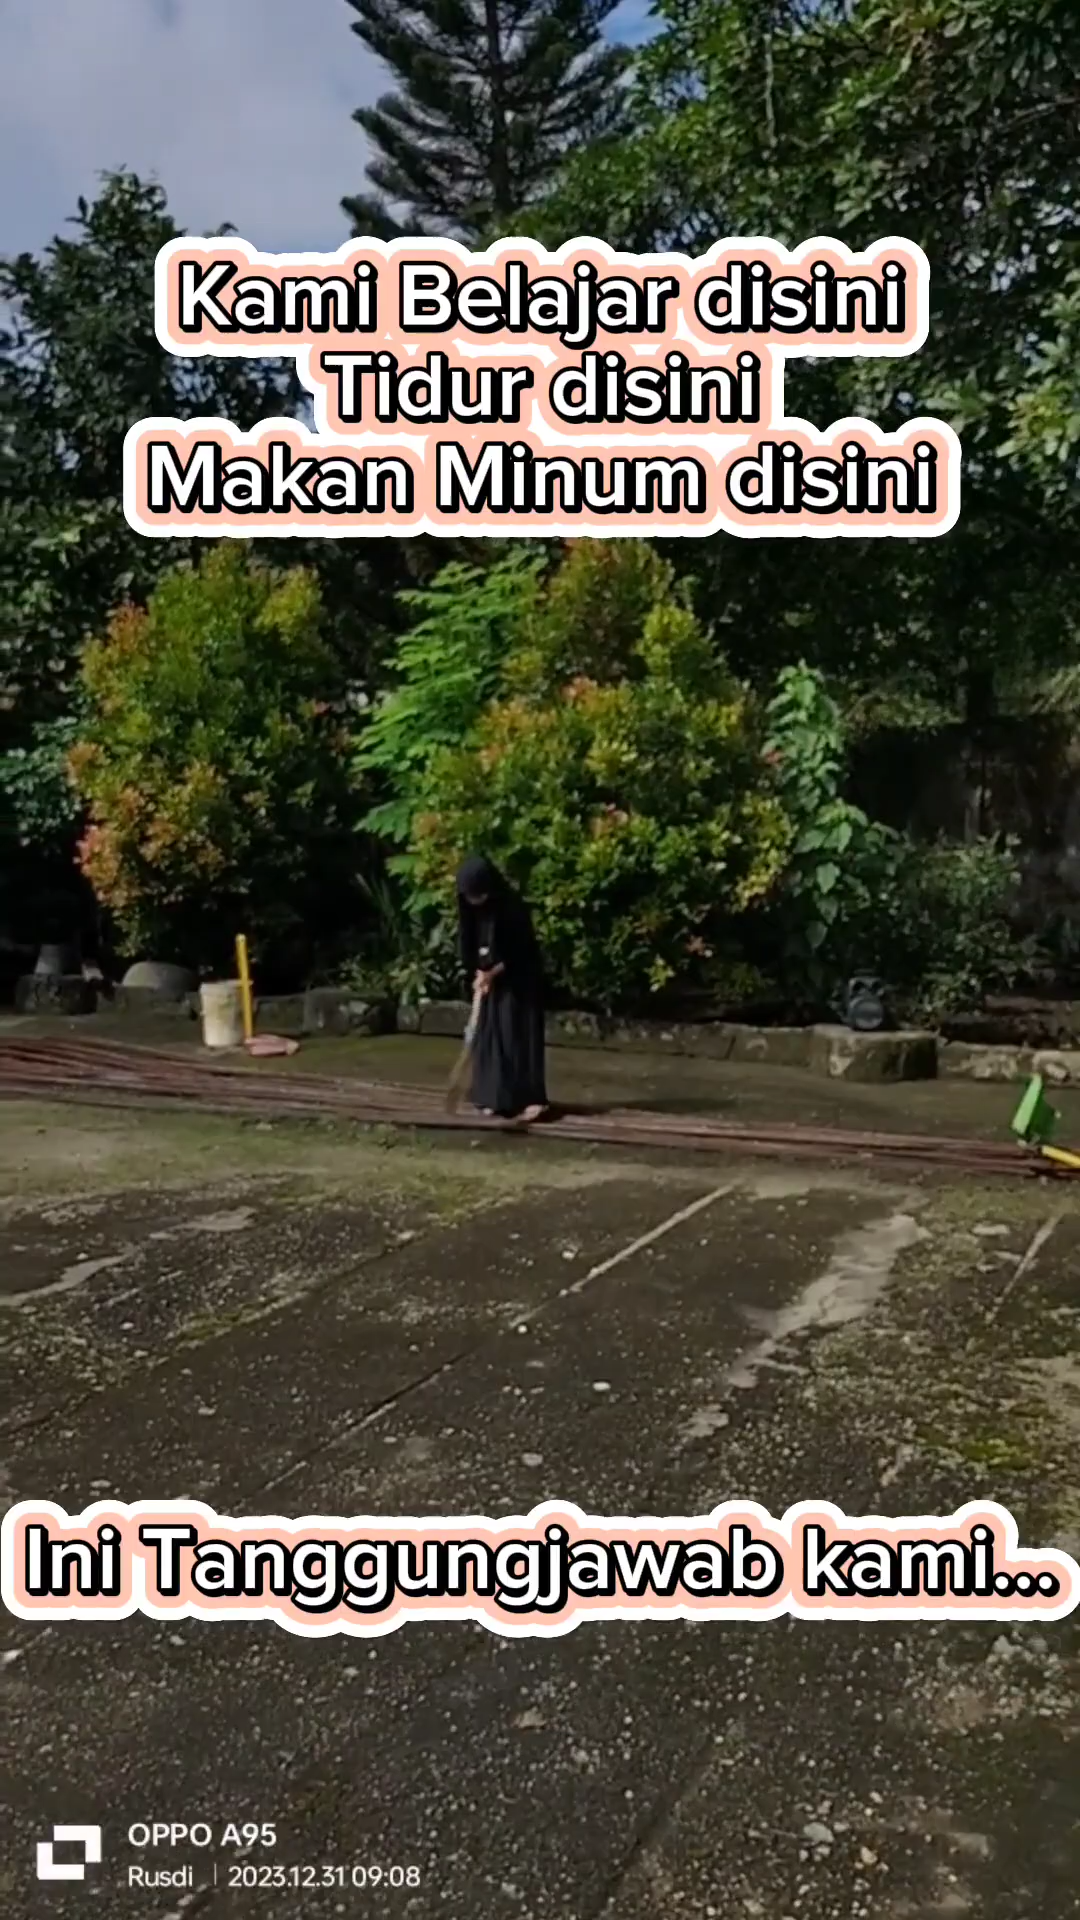 Kami Belajar disini
Tidur disini
Makan Minum disini
Ini Tanggungjawab kami...
OPPO A95
Rusdi | 2023.12.31 09:08